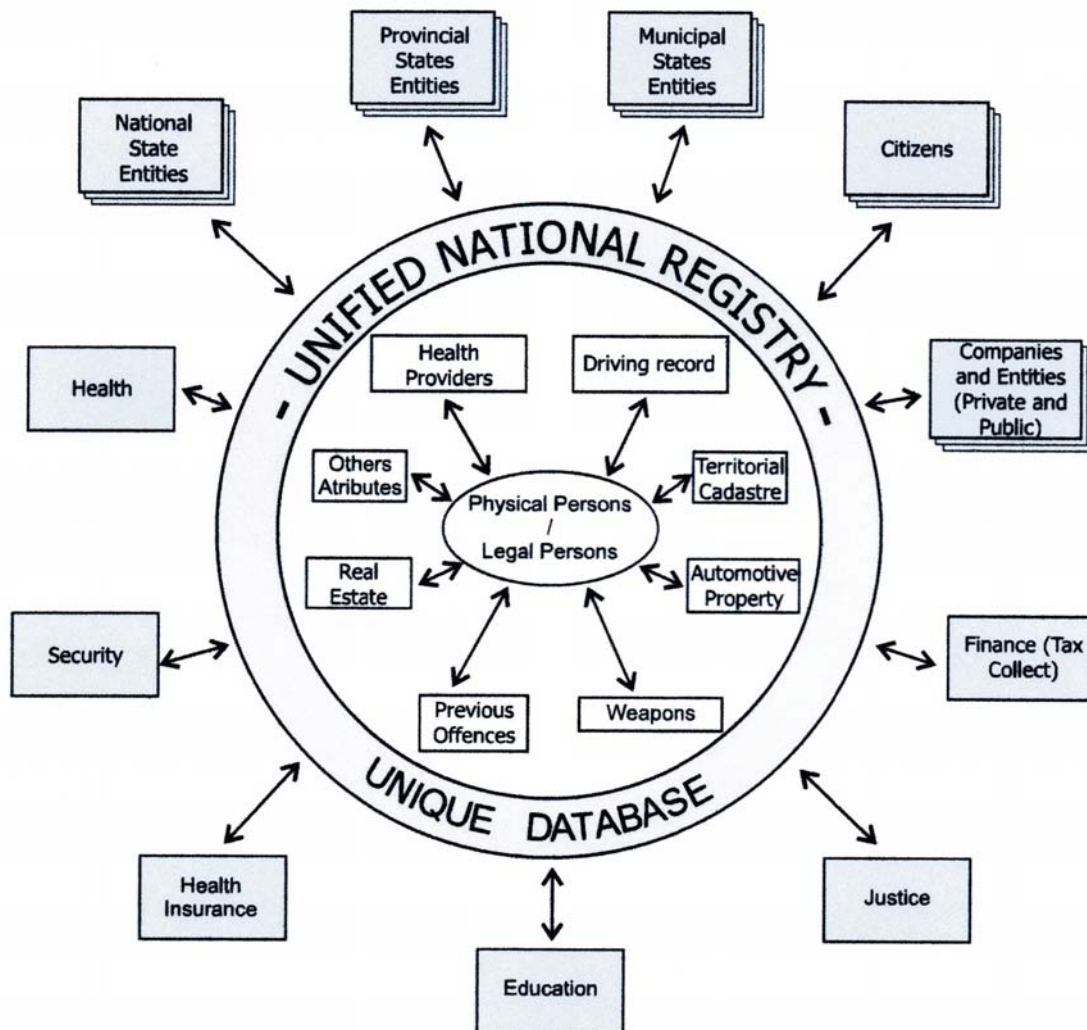 Provincial
States
Entities
Municipal
States
Entities
National
State
Entities
Citizens
- UNIFIED NATIONAL REGISTRY -
Health
Companies
and Entities
(Private and
Public)
Health
Providers
Driving record
Others
Atributes
Territorial
Cadastre
Physical Persons
/
Legal Persons
Real
Estate
Automotive
Property
Security
Finance (Tax
Collect)
Previous
Offences
Weapons
UNIQUE DATABASE
Health
Insurance
Justice
Education